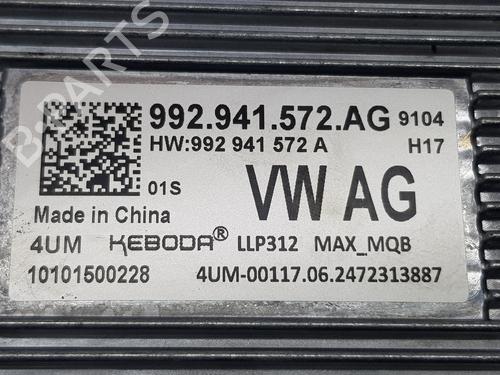 992.941.572.AG 9104
HW:992 941 572 A H17
01S VW AG
Made in China
4UM KEBODA® LLP312 MAX_MQB
10101500228 4UM-00117.06.2472313887
B-PARTS